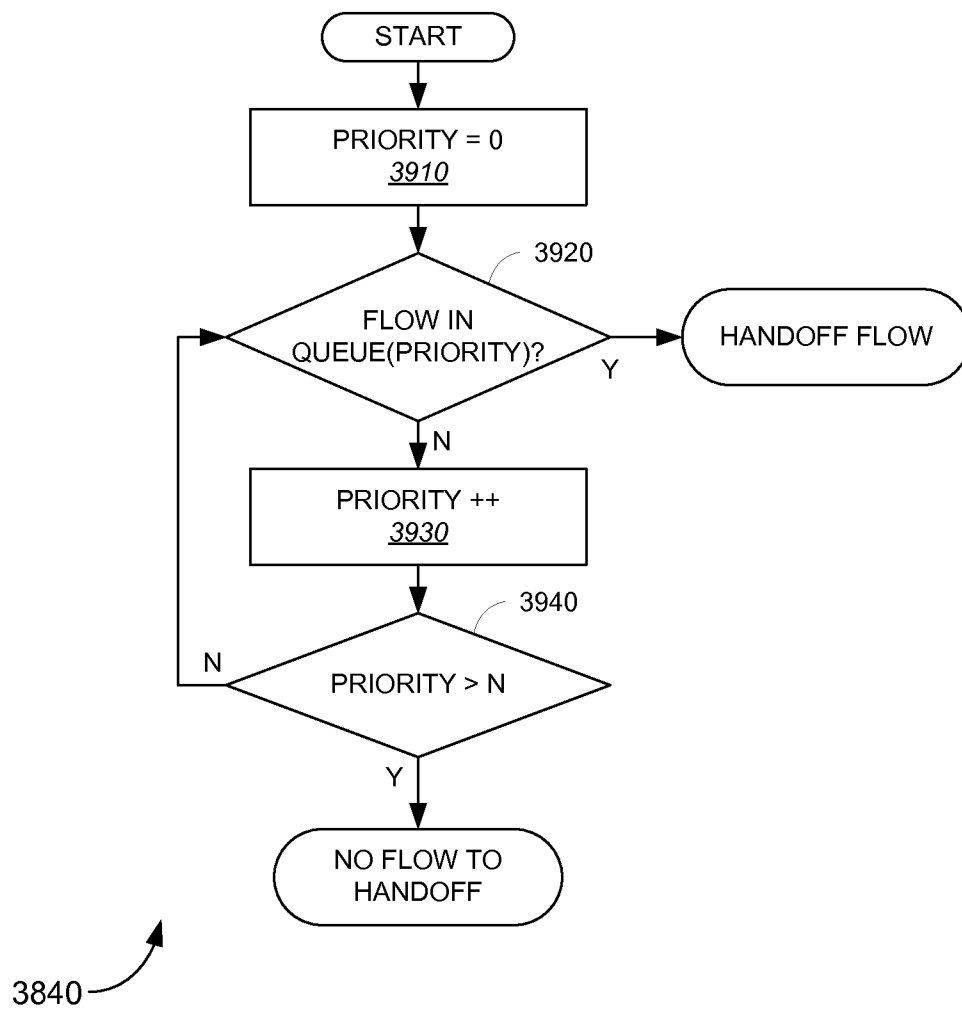 START
PRIORITY = 0
3910
3920
FLOW IN
QUEUE(PRIORITY)?
Y
HANDOFF FLOW
N
PRIORITY ++
3930
3940
N
PRIORITY > N
Y
NO FLOW TO
HANDOFF
3840